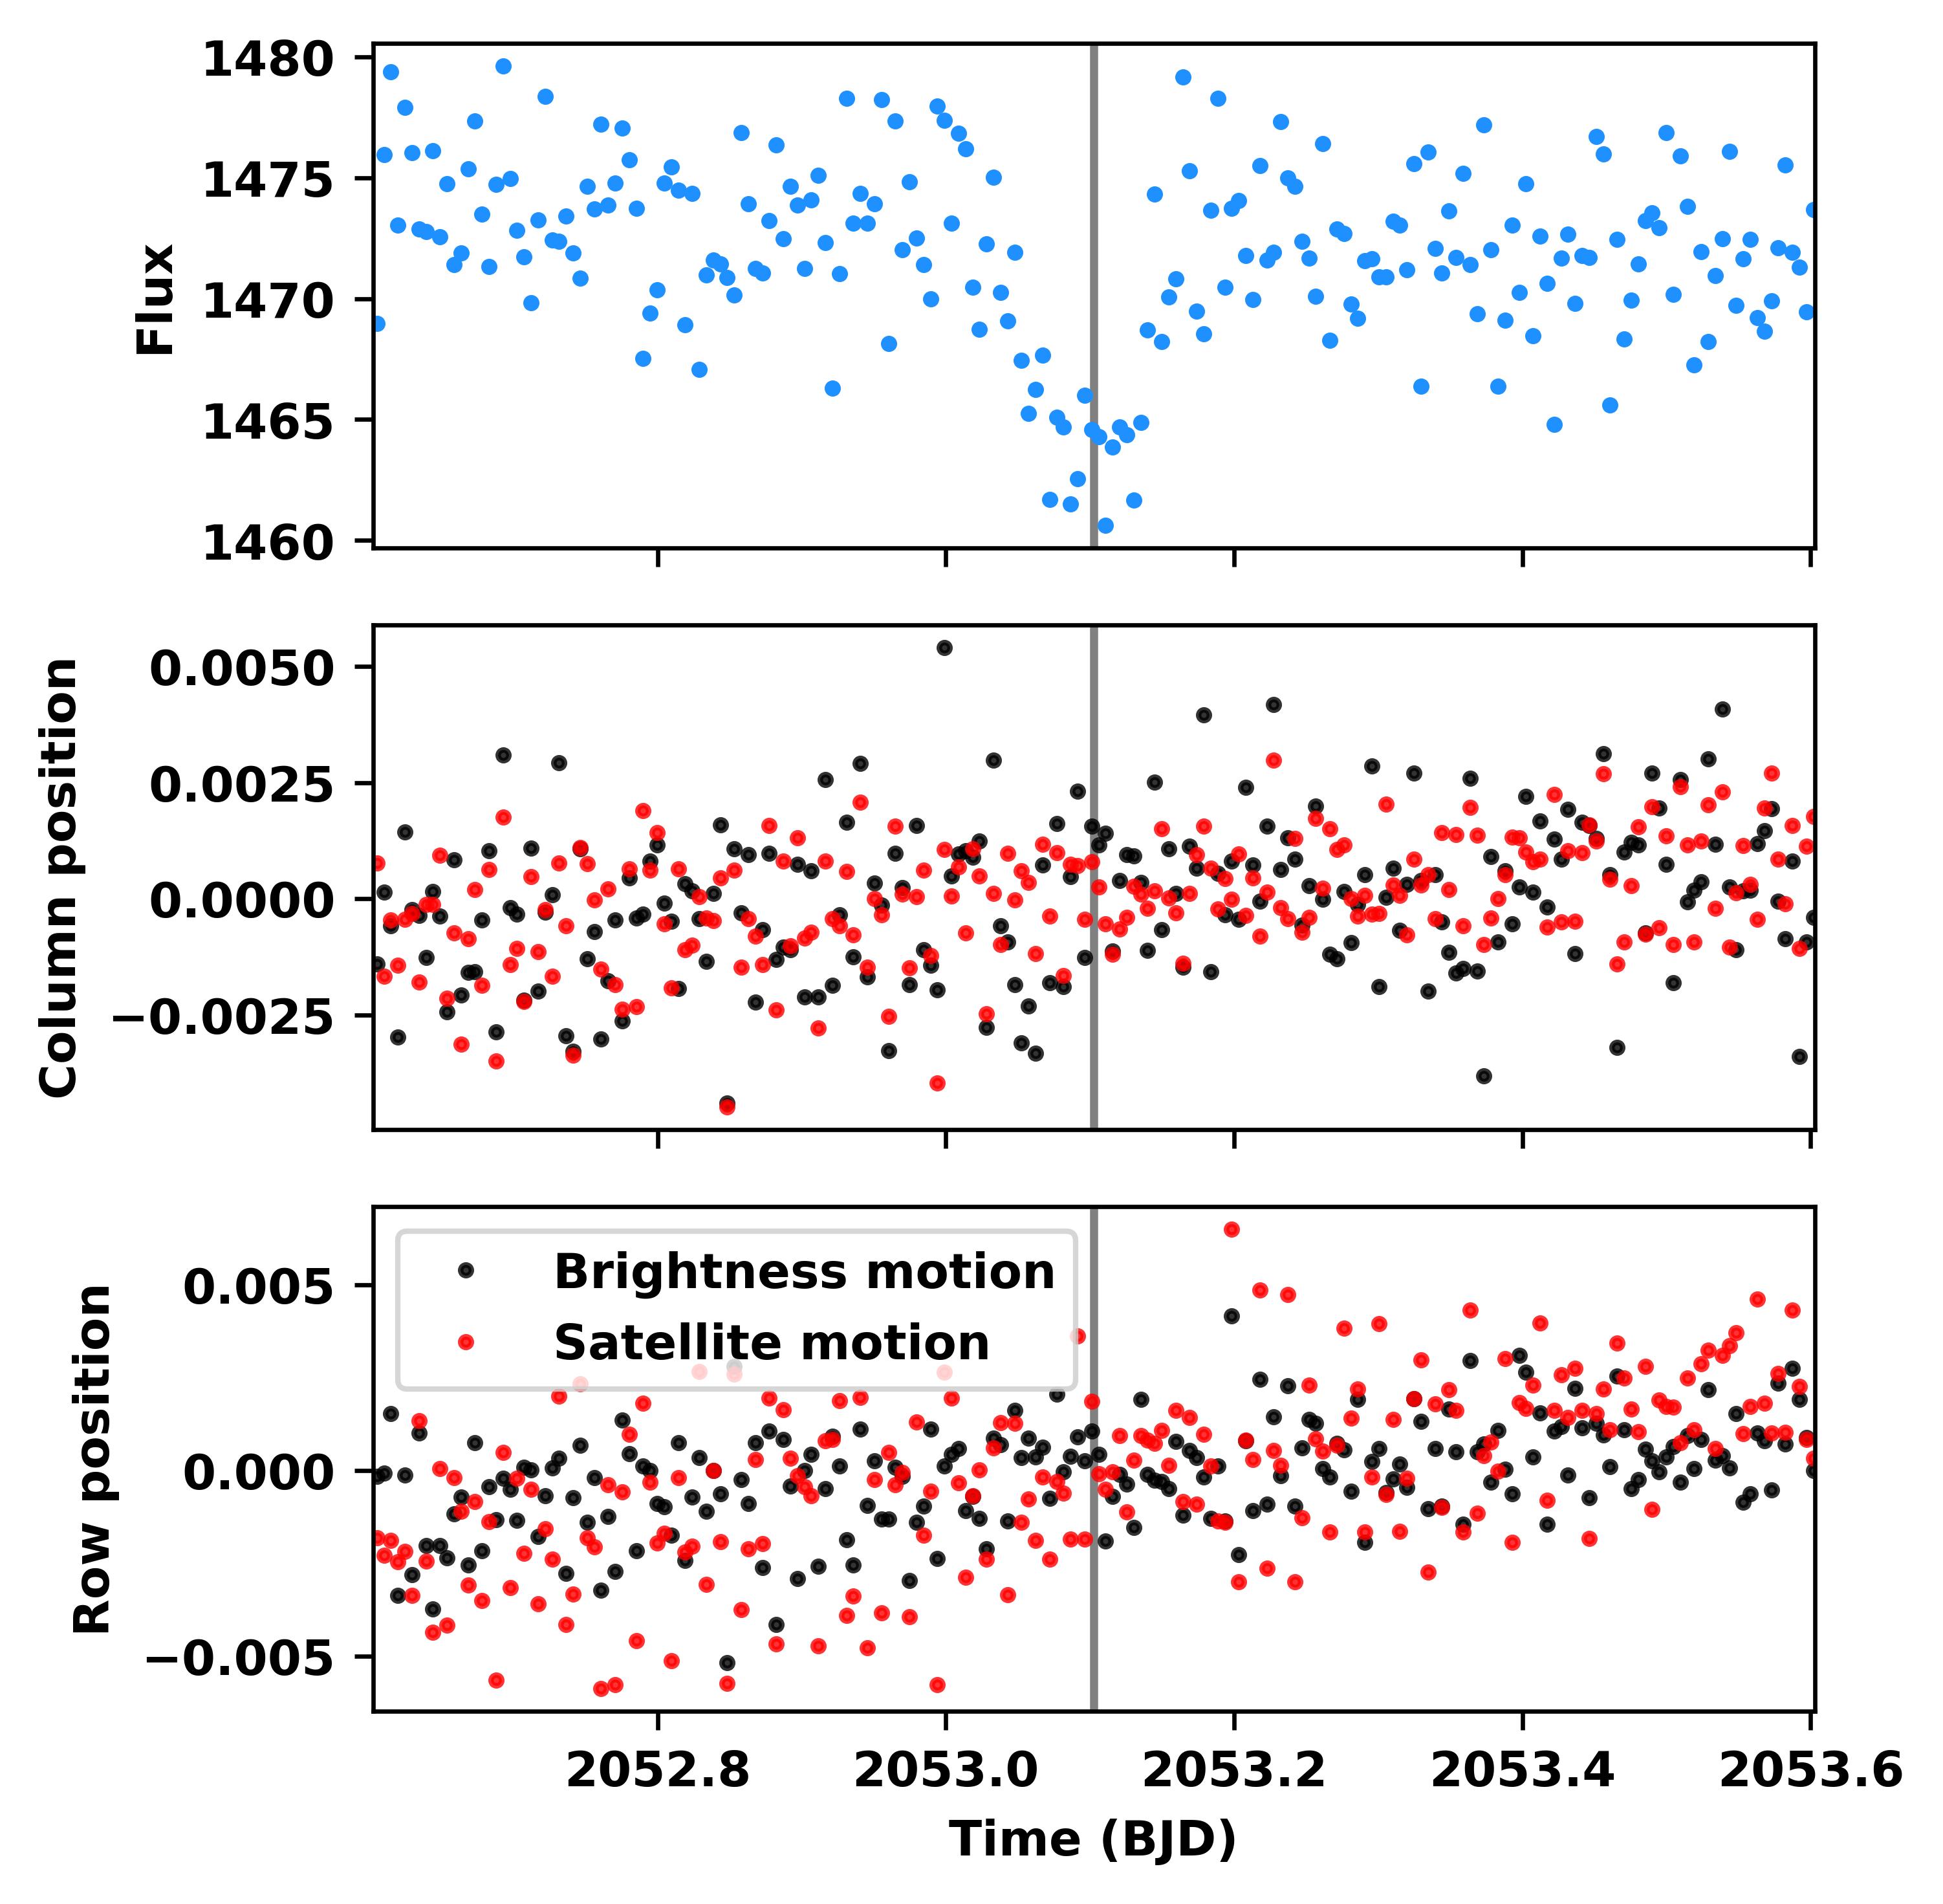 1480
1475
1470
1465
1460
Flux
0.0050
0.0025
0.0000
−0.0025
Column position
Brightness motion
Satellite motion
0.005
0.000
−0.005
Row position
2052.8 2053.0 2053.2 2053.4 2053.6
Time (BJD)